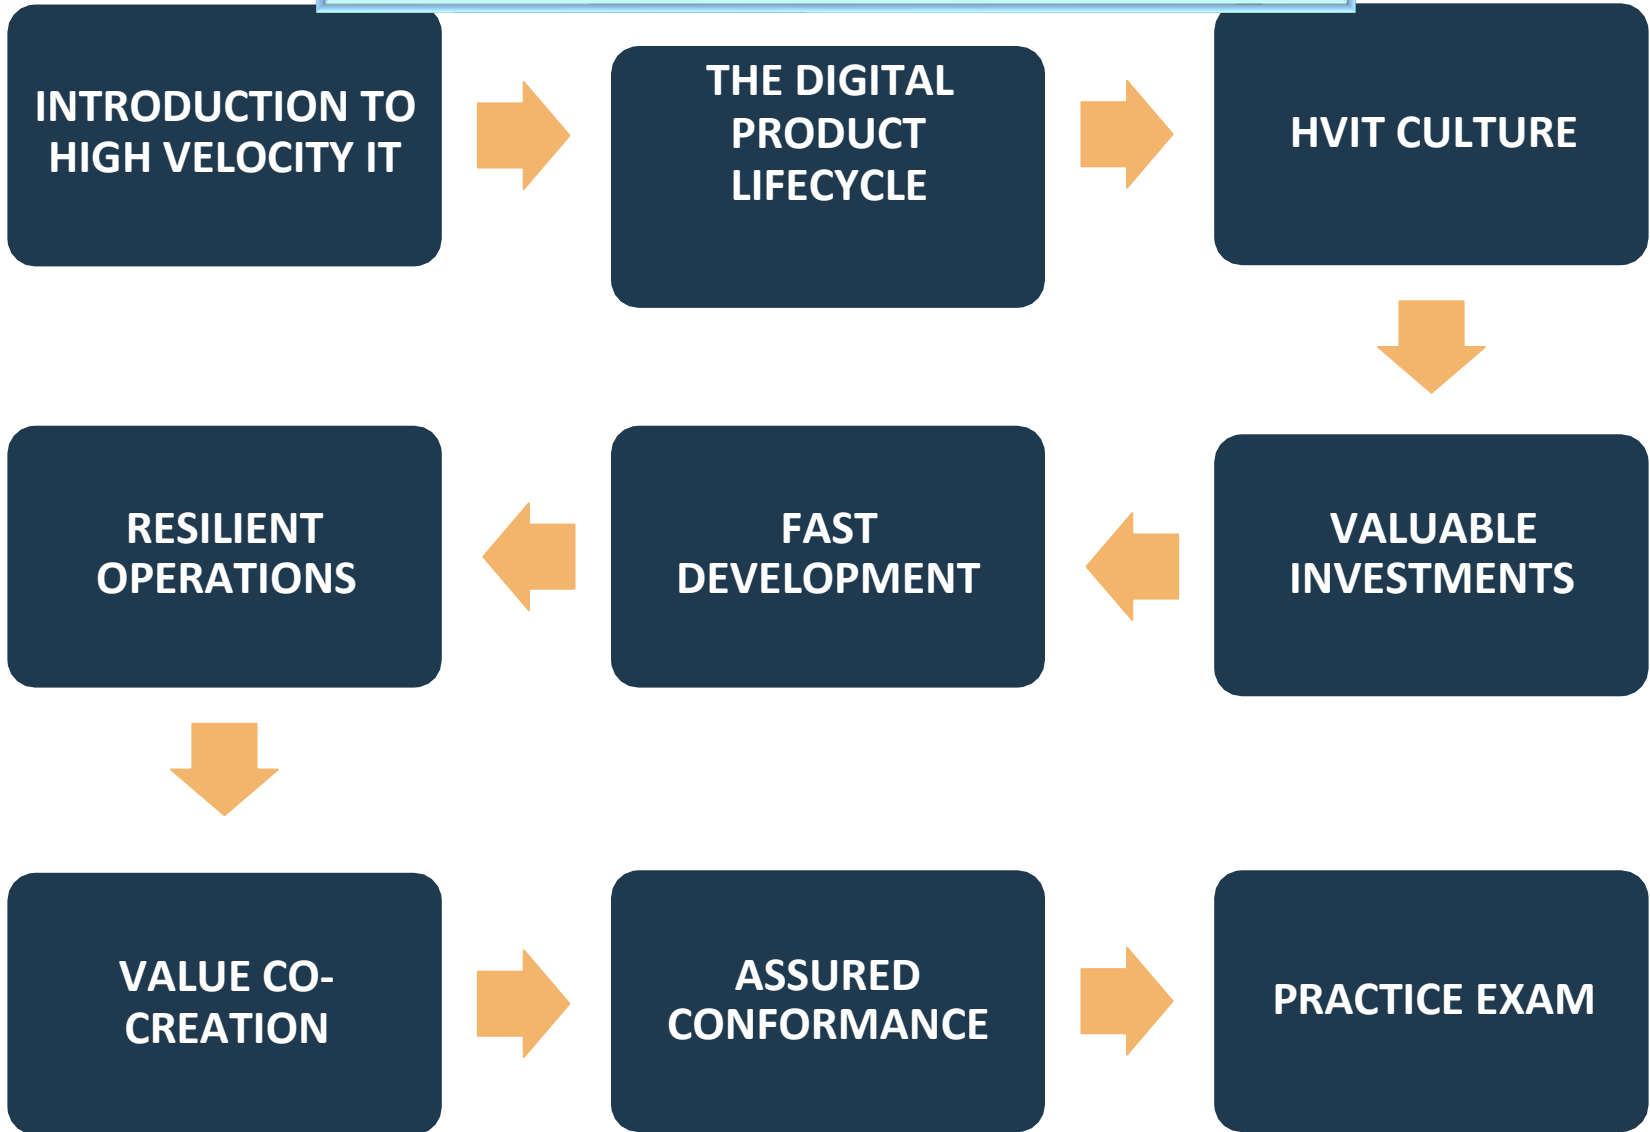 INTRODUCTION TO
HIGH VELOCITY IT
THE DIGITAL
PRODUCT
LIFECYCLE
HVIT CULTURE
VALUABLE
INVESTMENTS
FAST
DEVELOPMENT
RESILIENT
OPERATIONS
VALUE CO-
CREATION
ASSURED
CONFORMANCE
PRACTICE EXAM